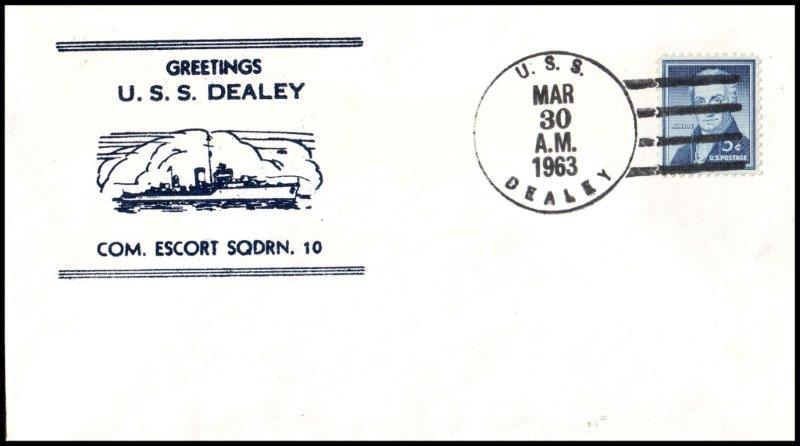 GREETINGS
U. S. S. DEALEY
COM. ESCORT SQDRN. 10
U. S. S.
MAR
30
A.M.
1963
DEALEY
5¢
U.S. POSTAGE